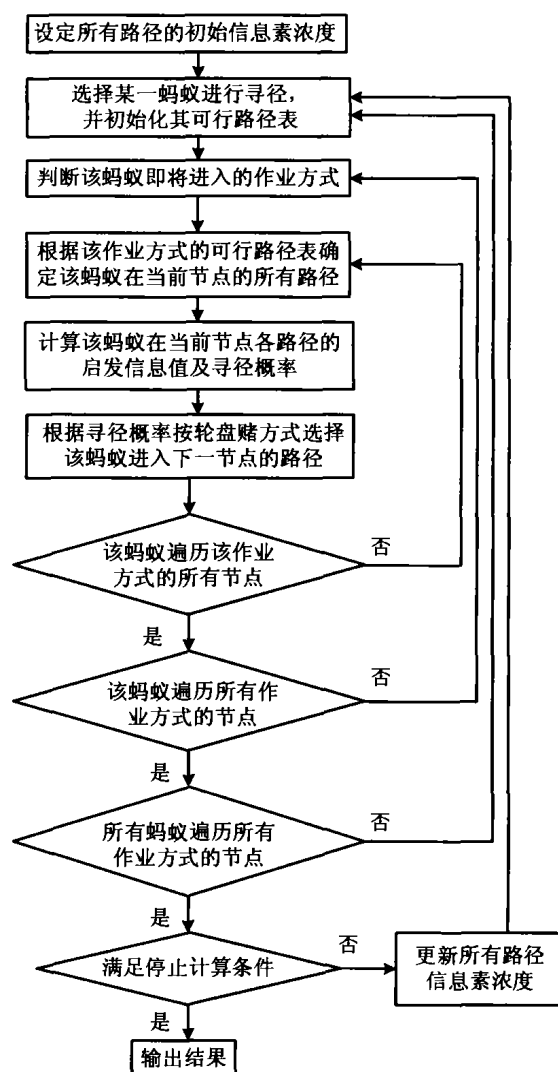 设定所有路径的初始信息素浓度
选择某一蚂蚁进行寻径，
并初始化其可行路径表
判断该蚂蚁即将进入的作业方式
根据该作业方式的可行路径表确
定该蚂蚁在当前节点的所有路径
计算该蚂蚁在当前节点各路径的
启发信息值及寻径概率
根据寻径概率按轮盘赌方式选择
该蚂蚁进入下一节点的路径
该蚂蚁遍历该作业
方式的所有节点
否
是
该蚂蚁遍历所有作
业方式的节点
否
是
所有蚂蚁遍历所有
作业方式的节点
否
是
满足停止计算条件
否
更新所有路径
信息素浓度
是
输出结果